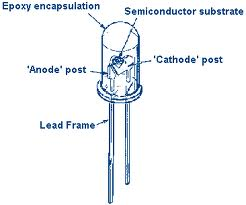 Epoxy encapsulation
Semiconductor substrate
'Anode' post
'Cathode' post
Lead Frame